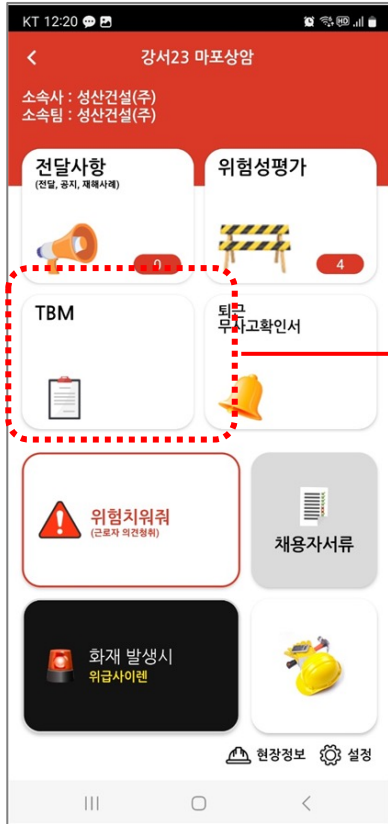 KT 12:20
강서23 마포상암
소속사 : 성산건설(주)
소속팀 : 성산건설(주)
전달사항
(전달, 공지, 재해사례)
위험성평가
0
4
TBM
퇴근
무사고확인서
위험치워줘
(근로자 의견청취)
채용자서류
화재 발생시
위급사이렌
현장정보
설정